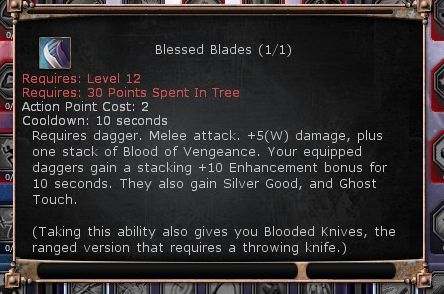 Blessed Blades (1/1)
Requires: Level 12
Requires: 30 Points Spent In Tree
Action Point Cost: 2
Cooldown: 10 seconds
Requires dagger. Melee attack. +5(W) damage, plus
one stack of Blood of Vengeance. Your equipped
daggers gain a stacking +10 Enhancement bonus for
10 seconds. They also gain Silver Good, and Ghost
Touch.
(Taking this ability also gives you Blooded Knives, the
ranged version that requires a throwing knife.)